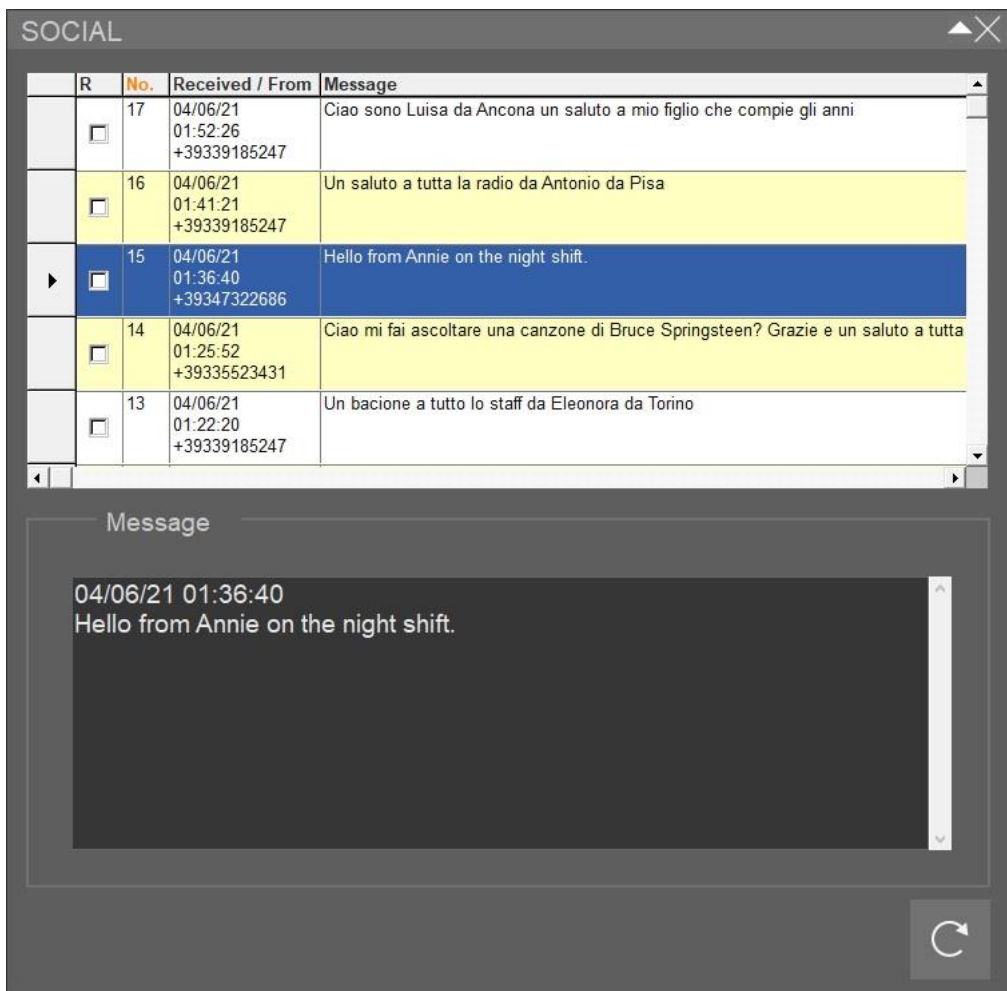 SOCIAL
R No. Received / From Message
17 04/06/21 Ciao sono Luisa da Ancona un saluto a mio figlio che compie gli anni
01:52:26
+39339185247
16 04/06/21 Un saluto a tutta la radio da Antonio da Pisa
01:41:21
+39339185247
15 04/06/21 Hello from Annie on the night shift.
01:36:40
+39347322686
14 04/06/21 Ciao mi fai ascoltare una canzone di Bruce Springsteen? Grazie e un saluto a tutta
01:25:52
+39335523431
13 04/06/21 Un bacione a tutto lo staff da Eleonora da Torino
01:22:20
+39339185247
Message
04/06/21 01:36:40
Hello from Annie on the night shift.